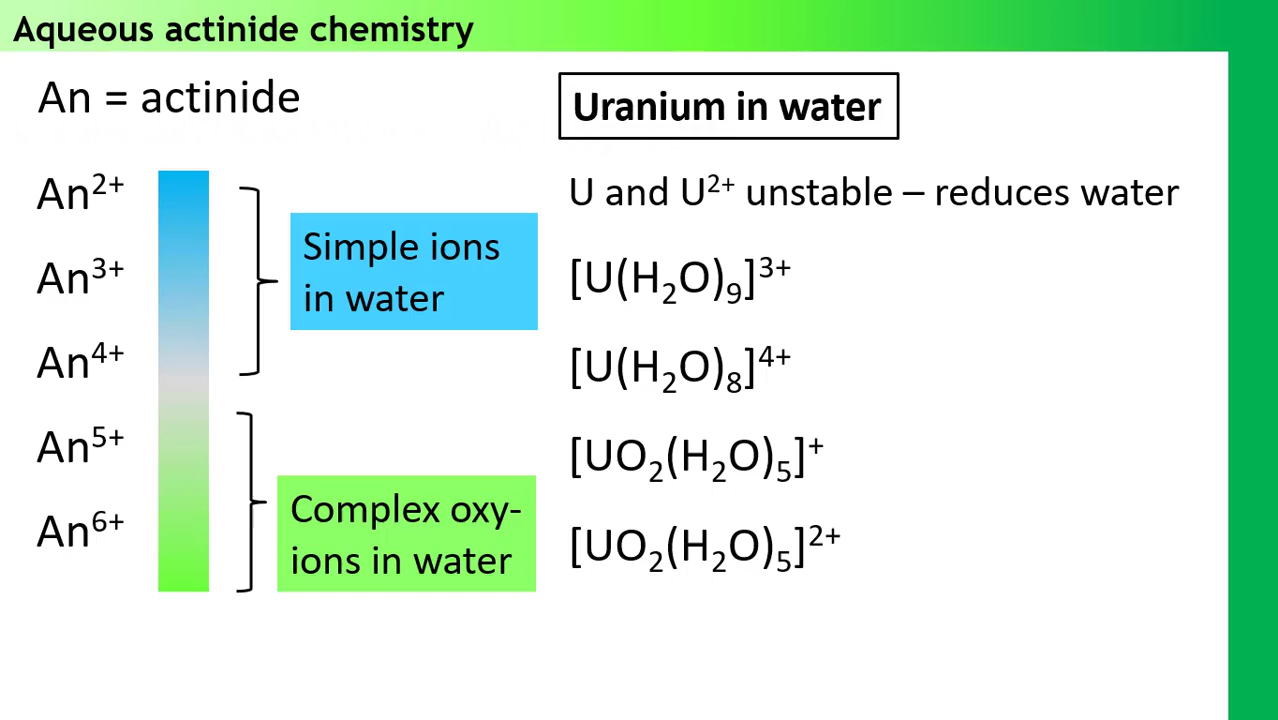 Aqueous actinide chemistry
An = actinide
Uranium in water
An²⁺
An³⁺
An⁴⁺
An⁵⁺
An⁶⁺
Simple ions
in water
Complex oxy-
ions in water
U and U²⁺ unstable – reduces water
[U(H₂O)₉]³⁺
[U(H₂O)₈]⁴⁺
[UO₂(H₂O)₅]⁺
[UO₂(H₂O)₅]²⁺